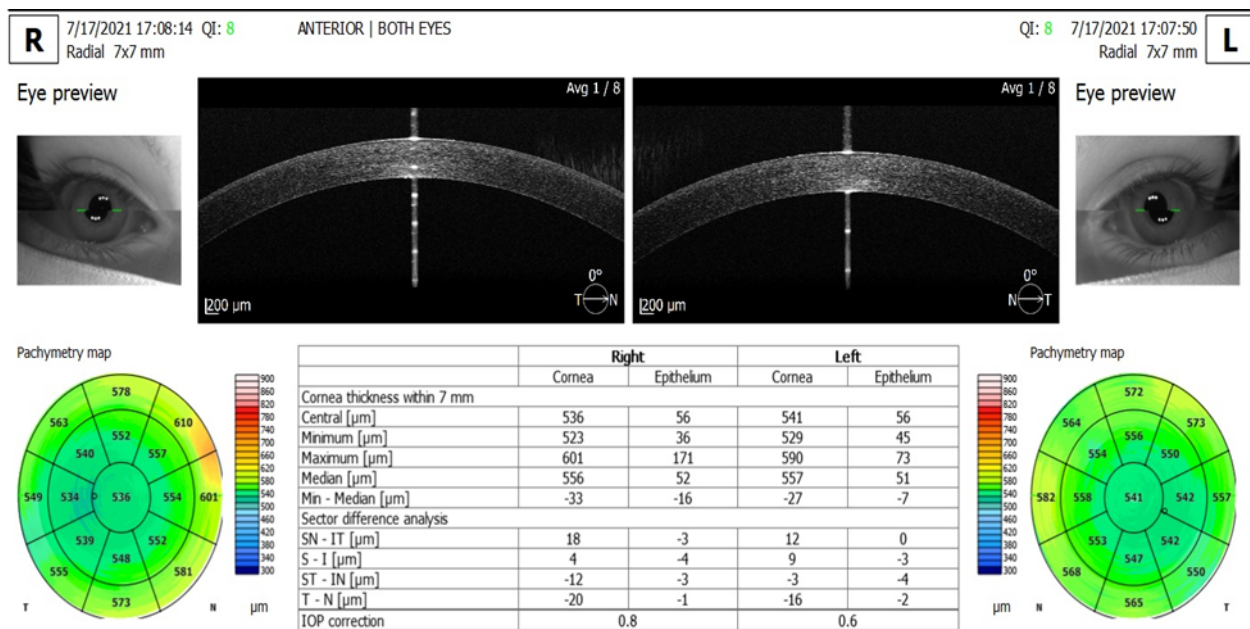 R
7/17/2021 17:08:14 QI: 8
Radial 7x7 mm
ANTERIOR | BOTH EYES
QI: 8 7/17/2021 17:07:50
Radial 7x7 mm
L
Eye preview
Avg 1 / 8
0°
T N
200 µm
Avg 1 / 8
0°
N T
200 µm
Eye preview
Pachymetry map
578
563 610
552
540 557
549 534 536 554 601
539 552
548
555 581
573
T N
900
860
820
780
740
700
660
620
580
540
500
460
420
380
340
300
µm
Right Left
Cornea Epithelium Cornea Epithelium
Cornea thickness within 7 mm
Central [µm] 536 56 541 56
Minimum [µm] 523 36 529 45
Maximum [µm] 601 171 590 73
Median [µm] 556 52 557 51
Min - Median [µm] -33 -16 -27 -7
Sector difference analysis
SN - IT [µm] 18 -3 12 0
S - I [µm] 4 -4 9 -3
ST - IN [µm] -12 -3 -3 -4
T - N [µm] -20 -1 -16 -2
IOP correction 0.8 0.6
Pachymetry map
900
860
820
780
740
700
660
620
580
540
500
460
420
380
340
300
µm
572
564 573
556
554 550
582 558 541 542 557
553 542
547
568 550
565
N T